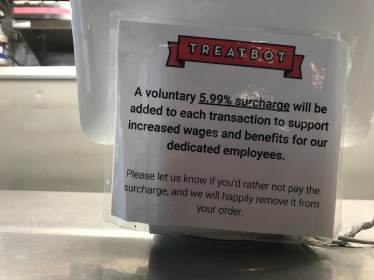 TREATBOT
A voluntary 5.99% surcharge will be
added to each transaction to support
increased wages and benefits for our
dedicated employees.
Please let us know if you'd rather not pay the
surcharge, and we will happily remove it from
your order.